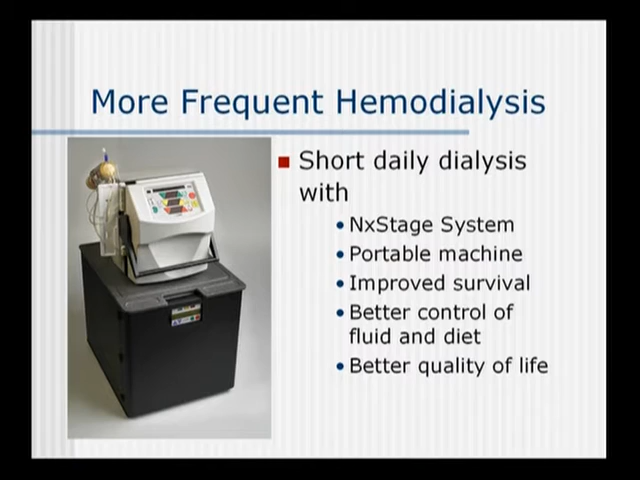 More Frequent Hemodialysis
■ Short daily dialysis
with
• NxStage System
• Portable machine
• Improved survival
• Better control of
fluid and diet
• Better quality of life